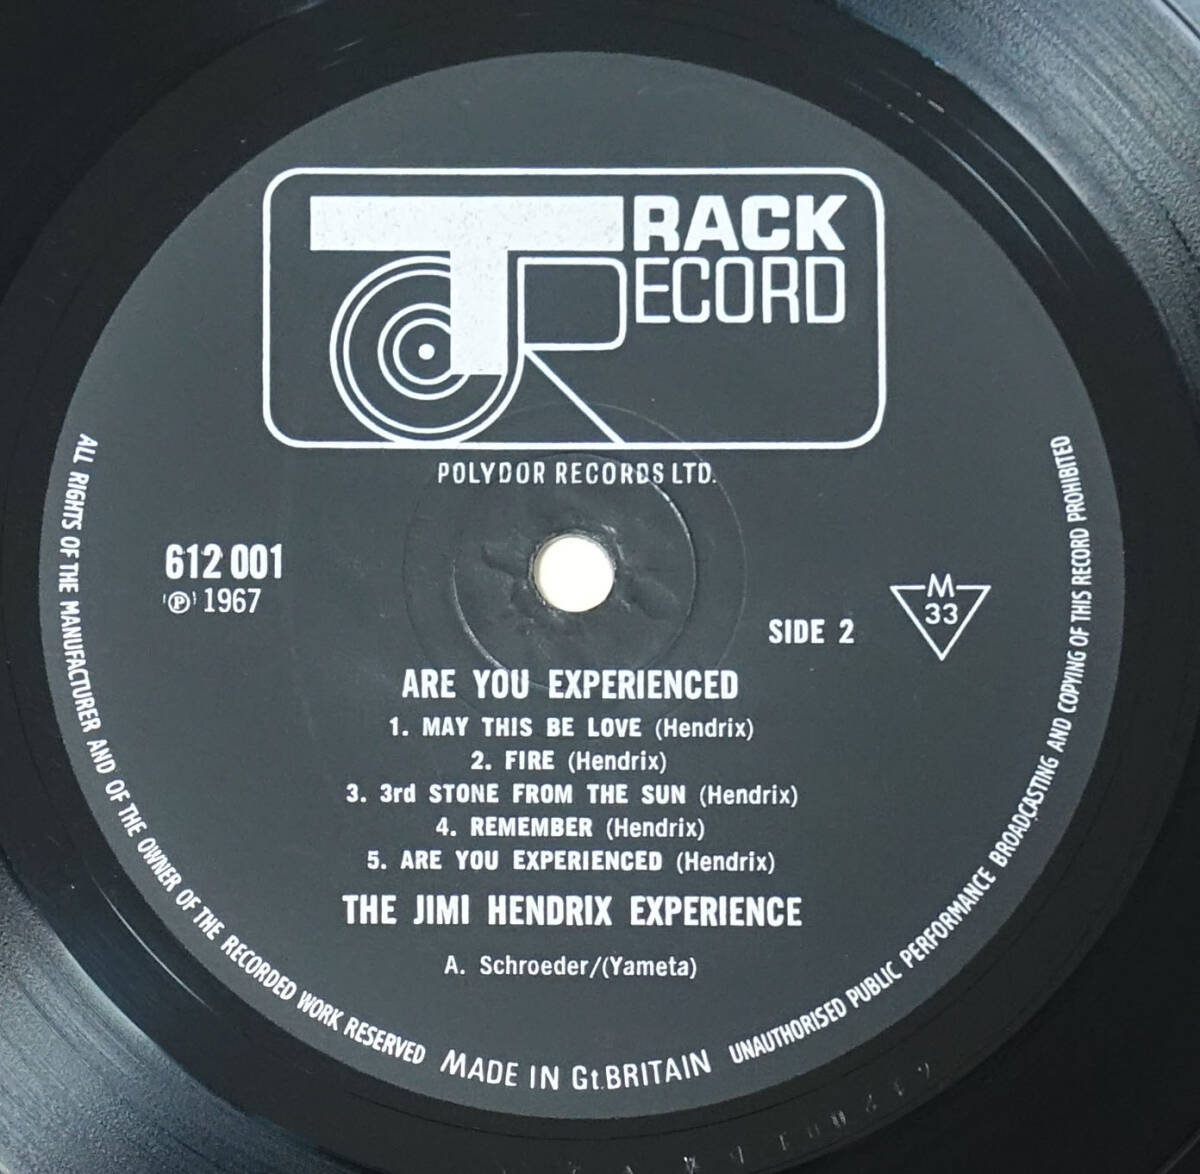 TRACK
RECORD
POLYDOR RECORDS LTD.
612 001
℗ 1967
SIDE 2
M
33
ARE YOU EXPERIENCED
1. MAY THIS BE LOVE (Hendrix)
2. FIRE (Hendrix)
3. 3rd STONE FROM THE SUN (Hendrix)
4. REMEMBER (Hendrix)
5. ARE YOU EXPERIENCED (Hendrix)
THE JIMI HENDRIX EXPERIENCE
A. Schroeder/(Yameta)
ALL RIGHTS OF THE MANUFACTURER AND OF THE OWNER OF THE RECORDED WORK RESERVED
MADE IN Gt.BRITAIN
UNAUTHORISED PUBLIC PERFORMANCE BROADCASTING AND COPYING OF THIS RECORD PROHIBITED